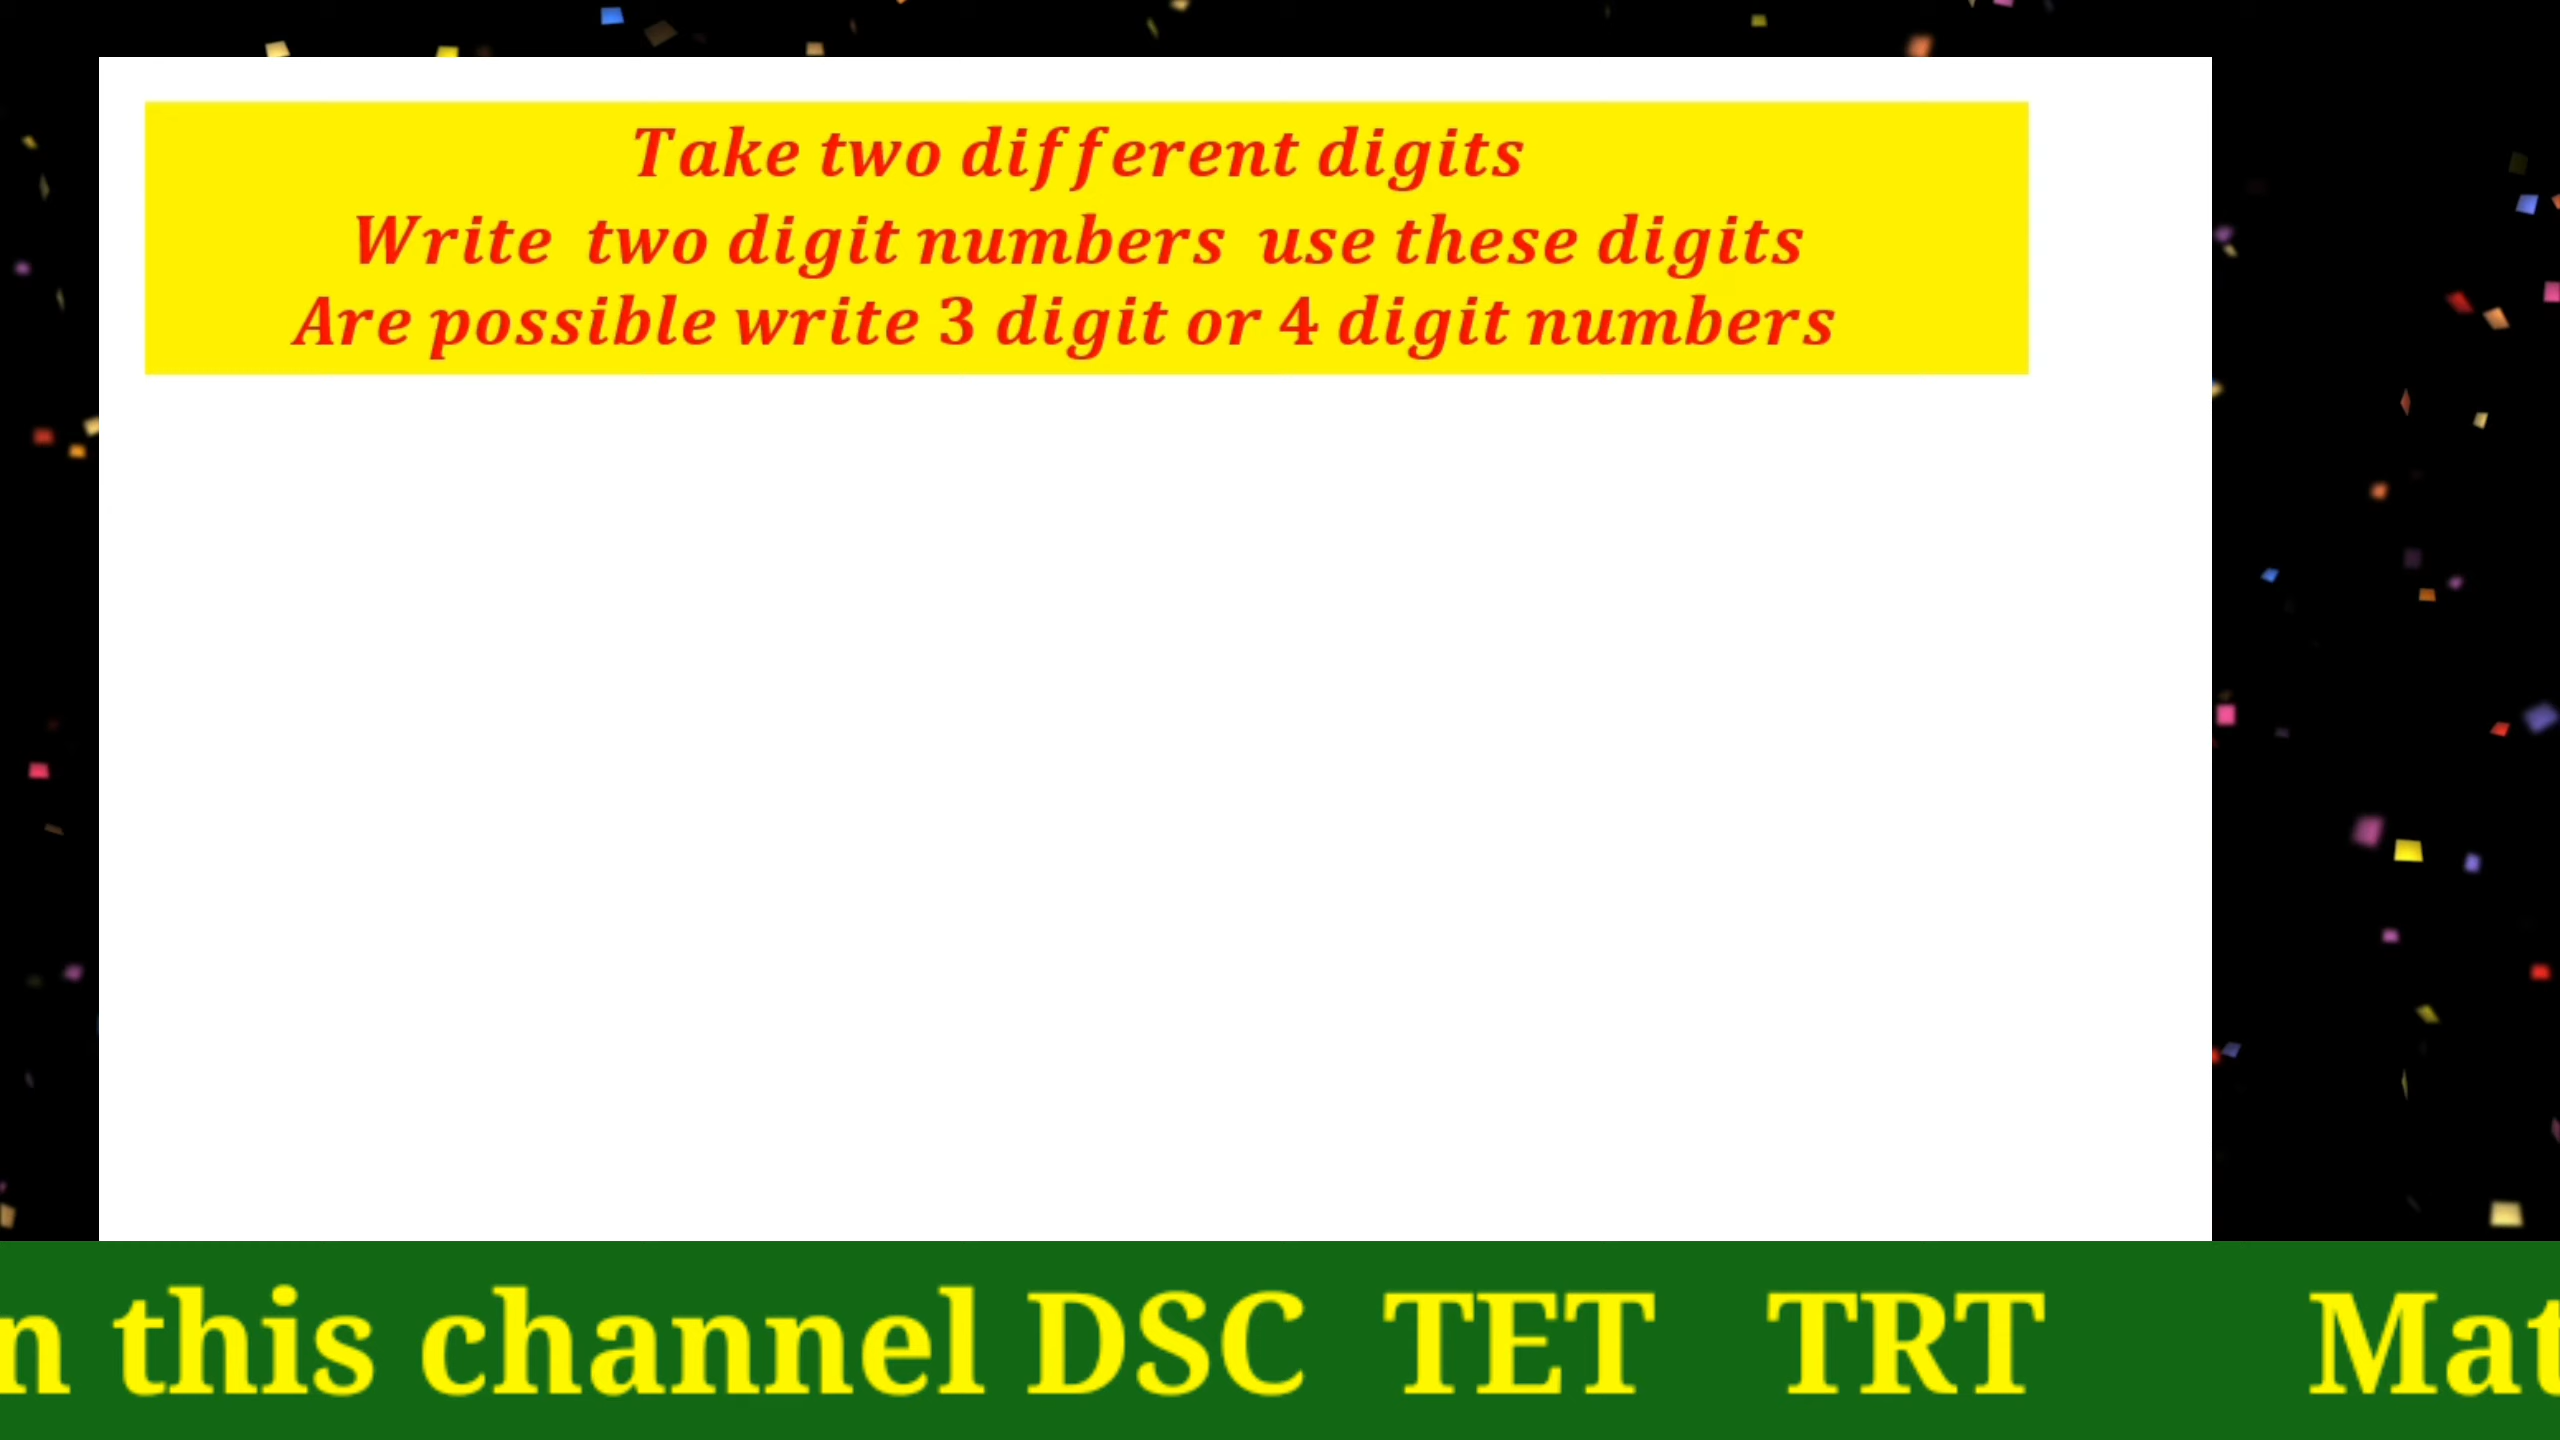 Take two different digits
Write two digit numbers use these digits
Are possible write 3 digit or 4 digit numbers
this channel DSC TET TRT